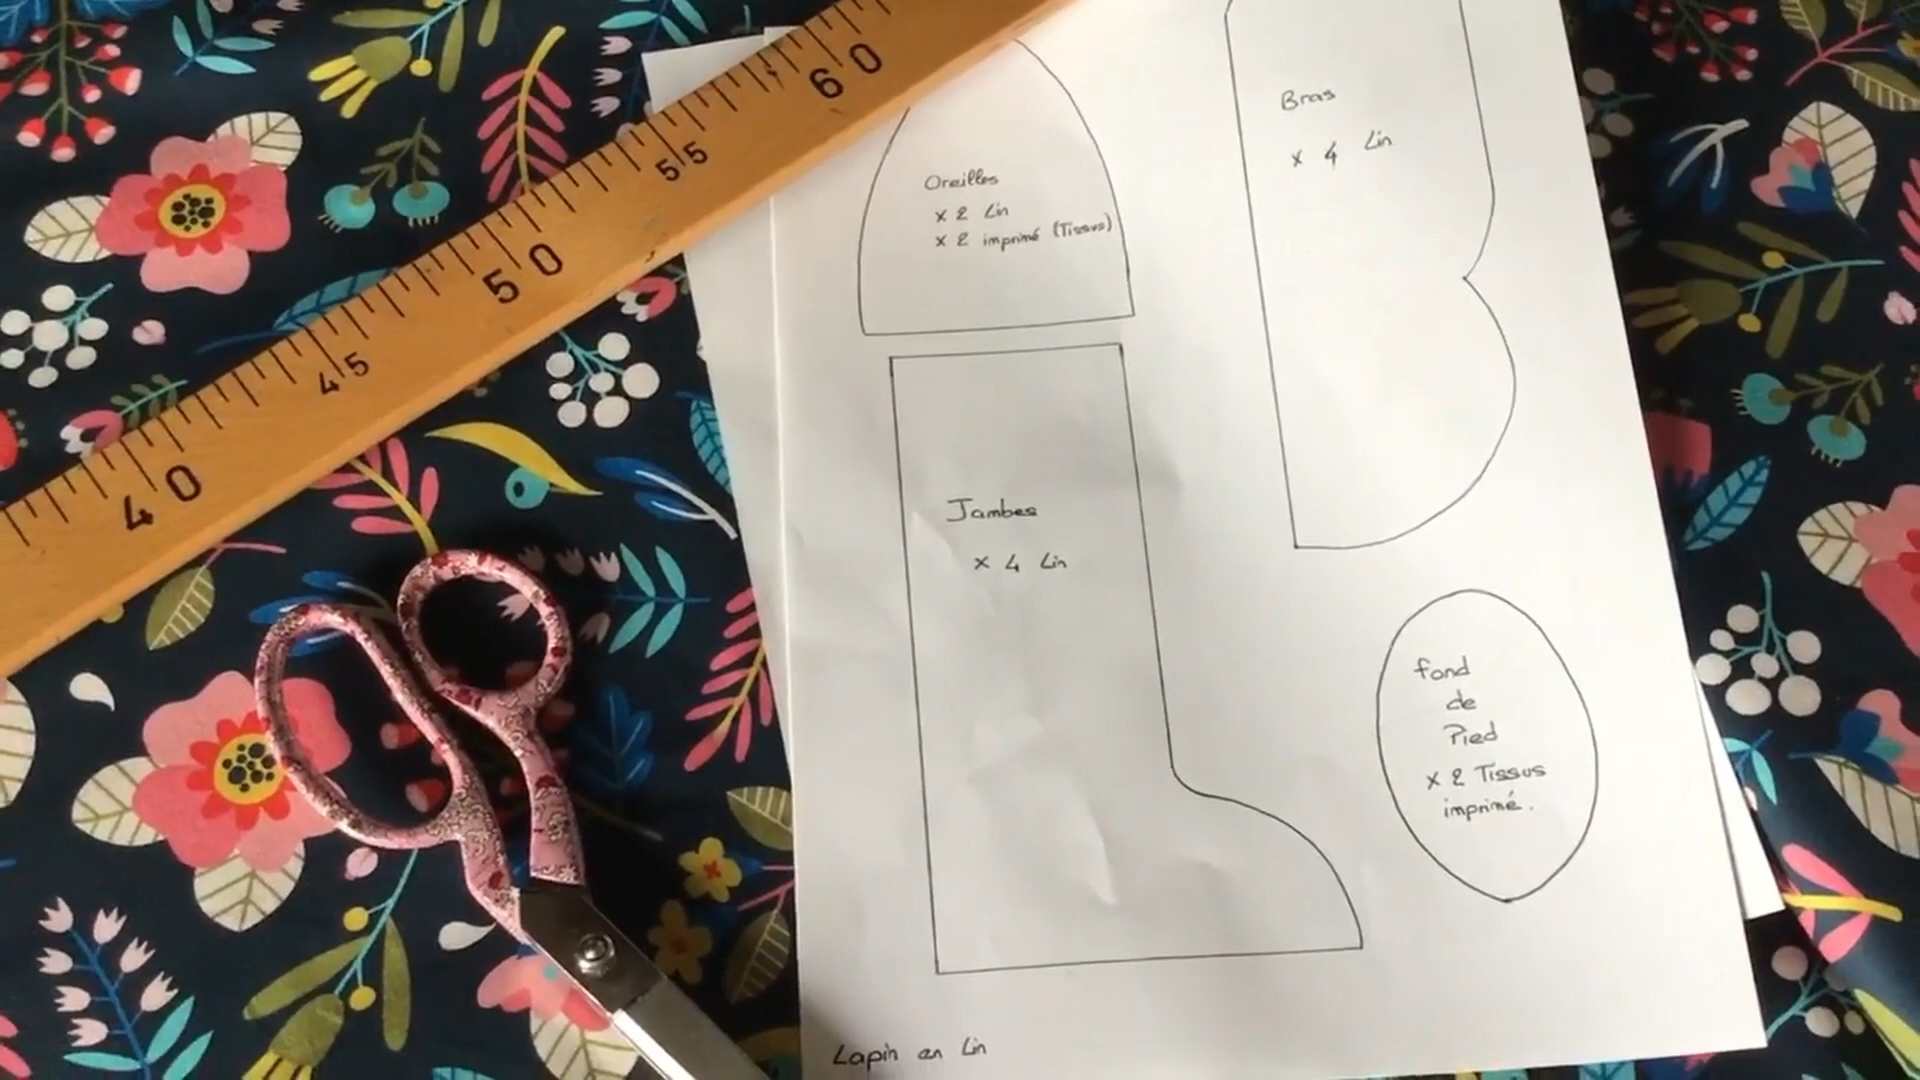 40 45 50 55 60
Oreilles
x 2 Lin
x 2 imprimé (Tissus)
Bras
x 4 Lin
Jambes
x 4 Lin
fond
de
Pied
x 2 Tissus
imprimé.
Lapin en Lin